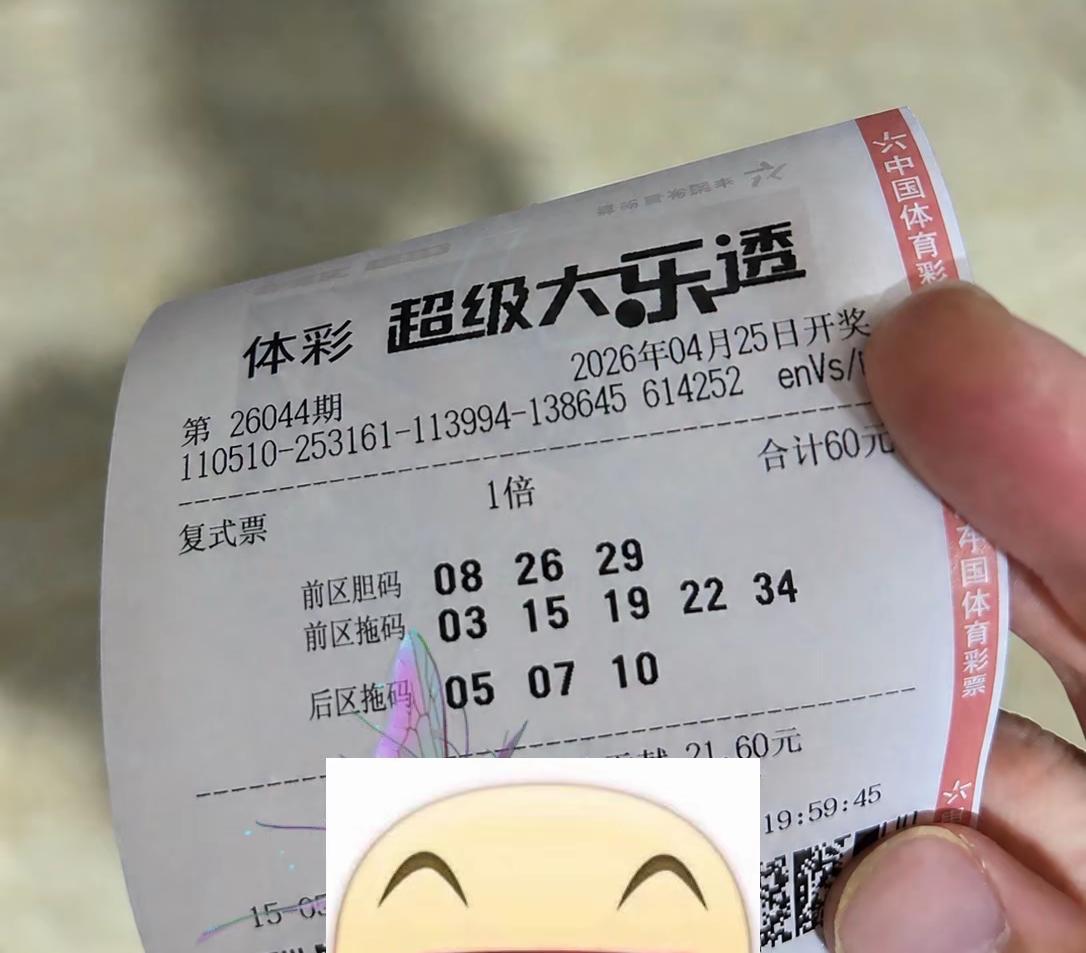 体彩 超级大乐透
第 26044期 2026年04月25日开奖
110510-253161-113994-138645 614252 enVs/
合计60元
复式票 1倍
前区胆码 08 26 29
前区拖码 03 15 19 22 34
后区拖码 05 07 10
21.60元
19:59:45
15-05
中国体育彩
中国体育彩票